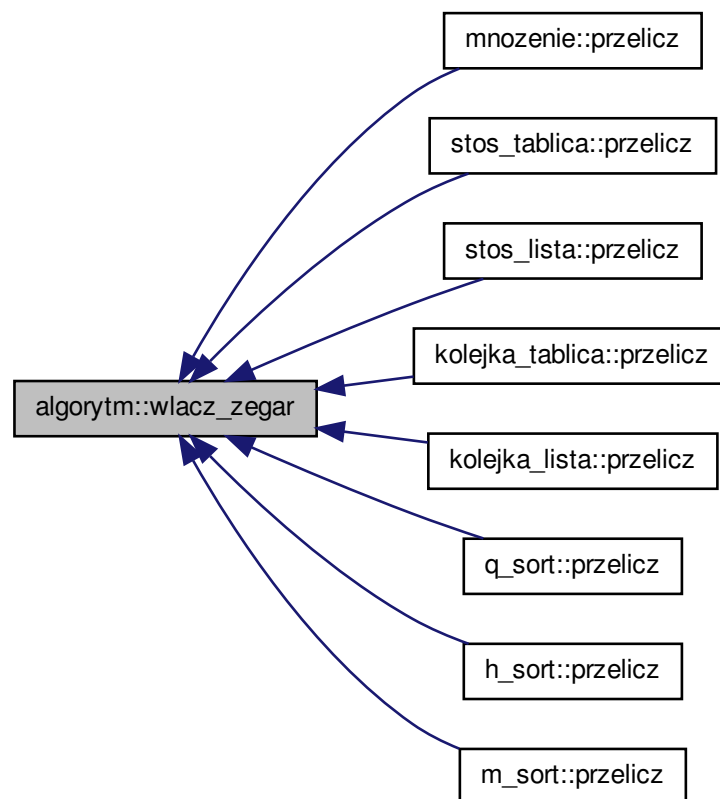 mnozenie::przelicz
stos_tablica::przelicz
stos_lista::przelicz
kolejka_tablica::przelicz
algorytm::wlacz_zegar
kolejka_lista::przelicz
q_sort::przelicz
h_sort::przelicz
m_sort::przelicz